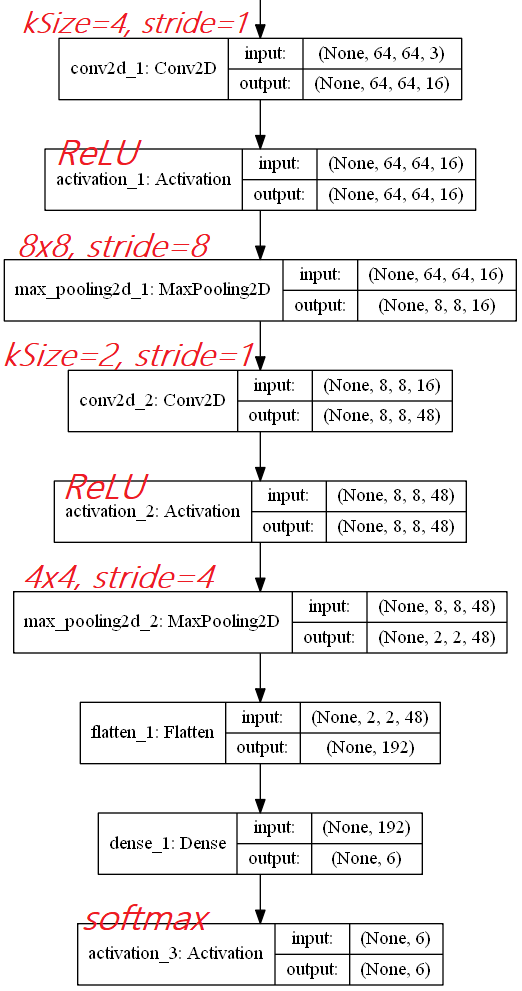 kSize=4, stride=1
conv2d_1: Conv2D
input: (None, 64, 64, 3)
output: (None, 64, 64, 16)
ReLU
activation_1: Activation
input: (None, 64, 64, 16)
output: (None, 64, 64, 16)
8x8, stride=8
max_pooling2d_1: MaxPooling2D
input: (None, 64, 64, 16)
output: (None, 8, 8, 16)
kSize=2, stride=1
conv2d_2: Conv2D
input: (None, 8, 8, 16)
output: (None, 8, 8, 48)
ReLU
activation_2: Activation
input: (None, 8, 8, 48)
output: (None, 8, 8, 48)
4x4, stride=4
max_pooling2d_2: MaxPooling2D
input: (None, 8, 8, 48)
output: (None, 2, 2, 48)
flatten_1: Flatten
input: (None, 2, 2, 48)
output: (None, 192)
dense_1: Dense
input: (None, 192)
output: (None, 6)
softmax
activation_3: Activation
input: (None, 6)
output: (None, 6)